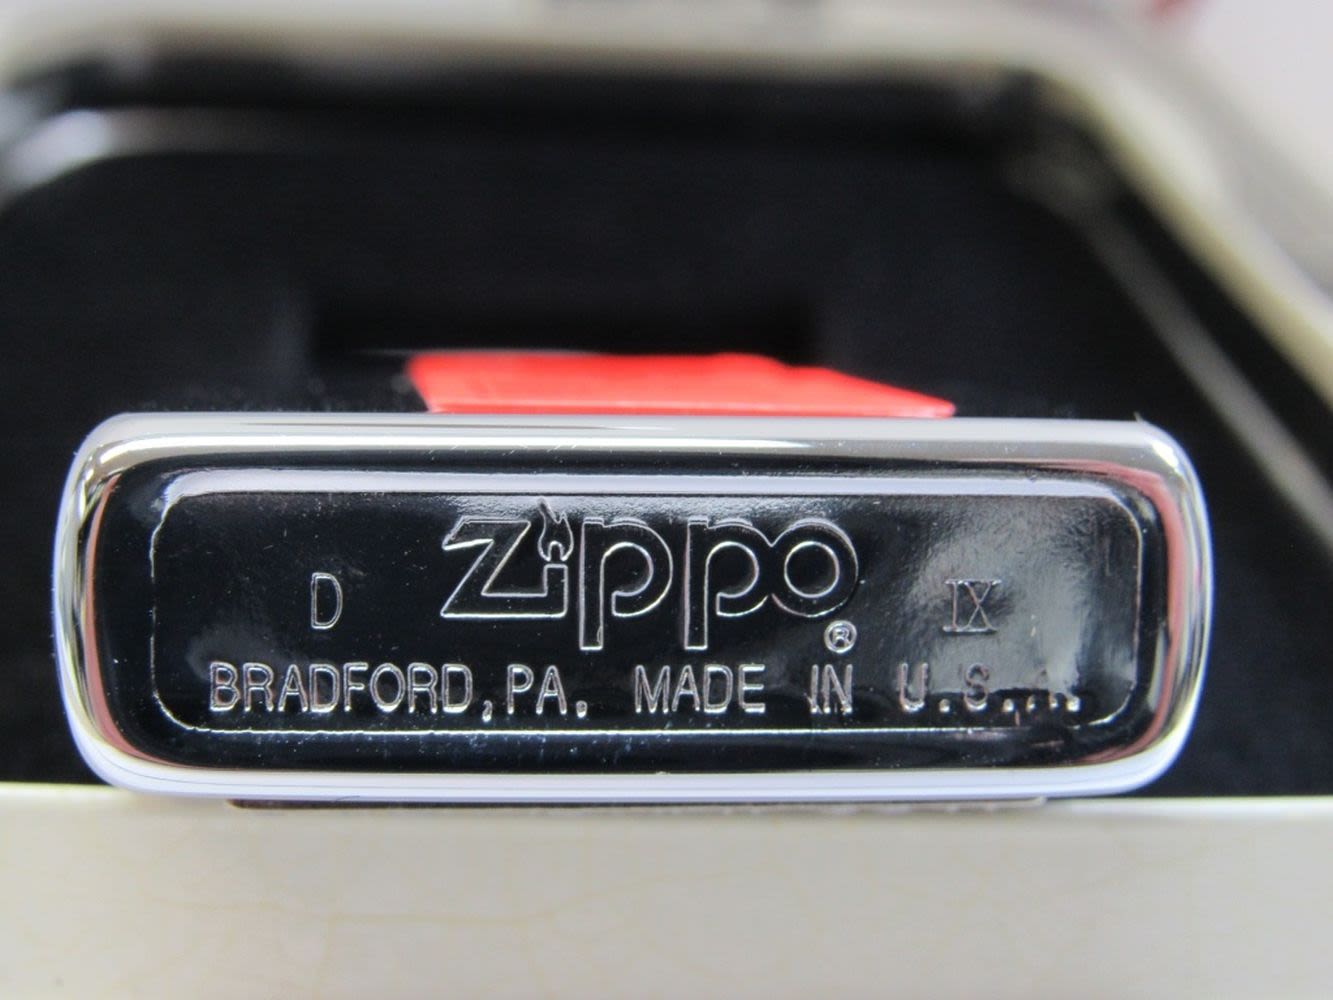 D Zippo ® IX
BRADFORD, PA. MADE IN U.S.A.